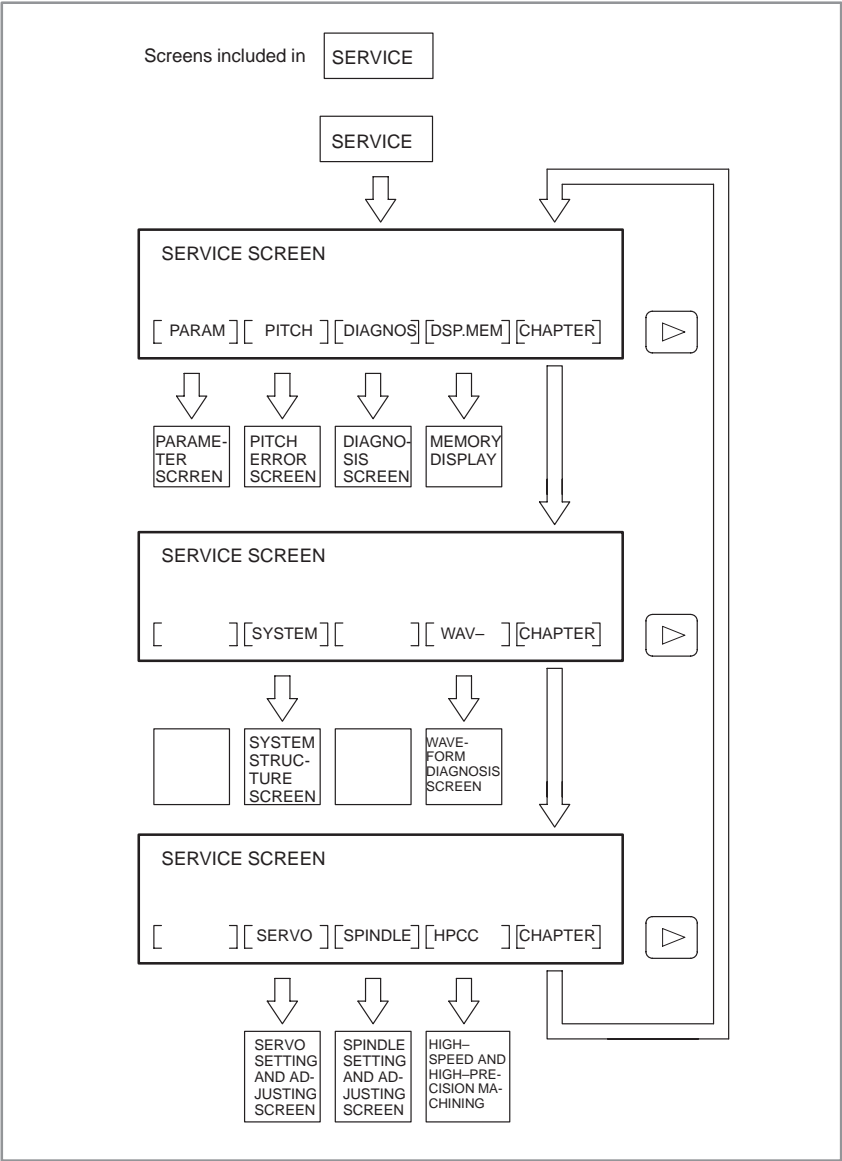 Screens included in SERVICE
SERVICE
SERVICE SCREEN
[ PARAM ] [ PITCH ] [DIAGNOS] [DSP.MEM] [CHAPTER]
PARAME-
TER
SCRREN
PITCH
ERROR
SCREEN
DIAGNO-
SIS
SCREEN
MEMORY
DISPLAY
SERVICE SCREEN
[ ] [SYSTEM] [ ] [ WAV– ] [CHAPTER]
SYSTEM
STRUC-
TURE
SCREEN
WAVE-
FORM
DIAGNOSIS
SCREEN
SERVICE SCREEN
[ ] [ SERVO ] [SPINDLE] [HPCC ] [CHAPTER]
SERVO
SETTING
AND AD-
JUSTING
SCREEN
SPINDLE
SETTING
AND AD-
JUSTING
SCREEN
HIGH–
SPEED AND
HIGH–PRE-
CISION MA-
CHINING